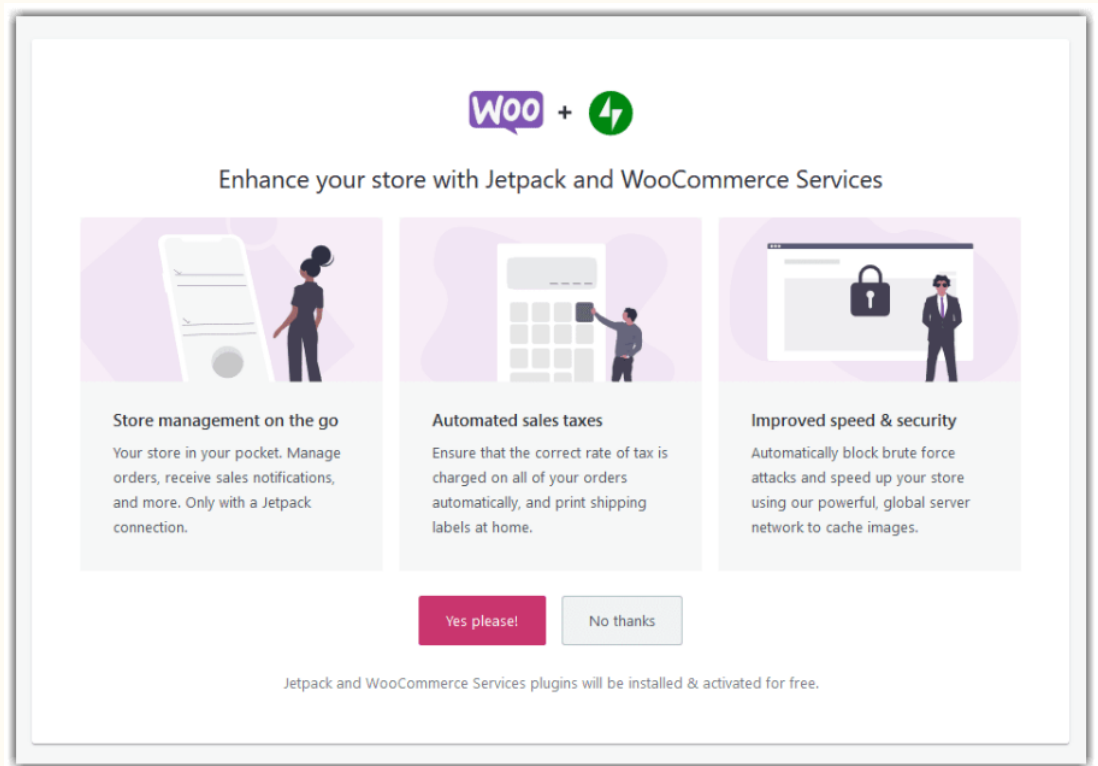 Woo +
Enhance your store with Jetpack and WooCommerce Services
Store management on the go
Your store in your pocket. Manage
orders, receive sales notifications,
and more. Only with a Jetpack
connection.
Automated sales taxes
Ensure that the correct rate of tax is
charged on all of your orders
automatically, and print shipping
labels at home.
Improved speed & security
Automatically block brute force
attacks and speed up your store
using our powerful, global server
network to cache images.
Yes please!
No thanks
Jetpack and WooCommerce Services plugins will be installed & activated for free.